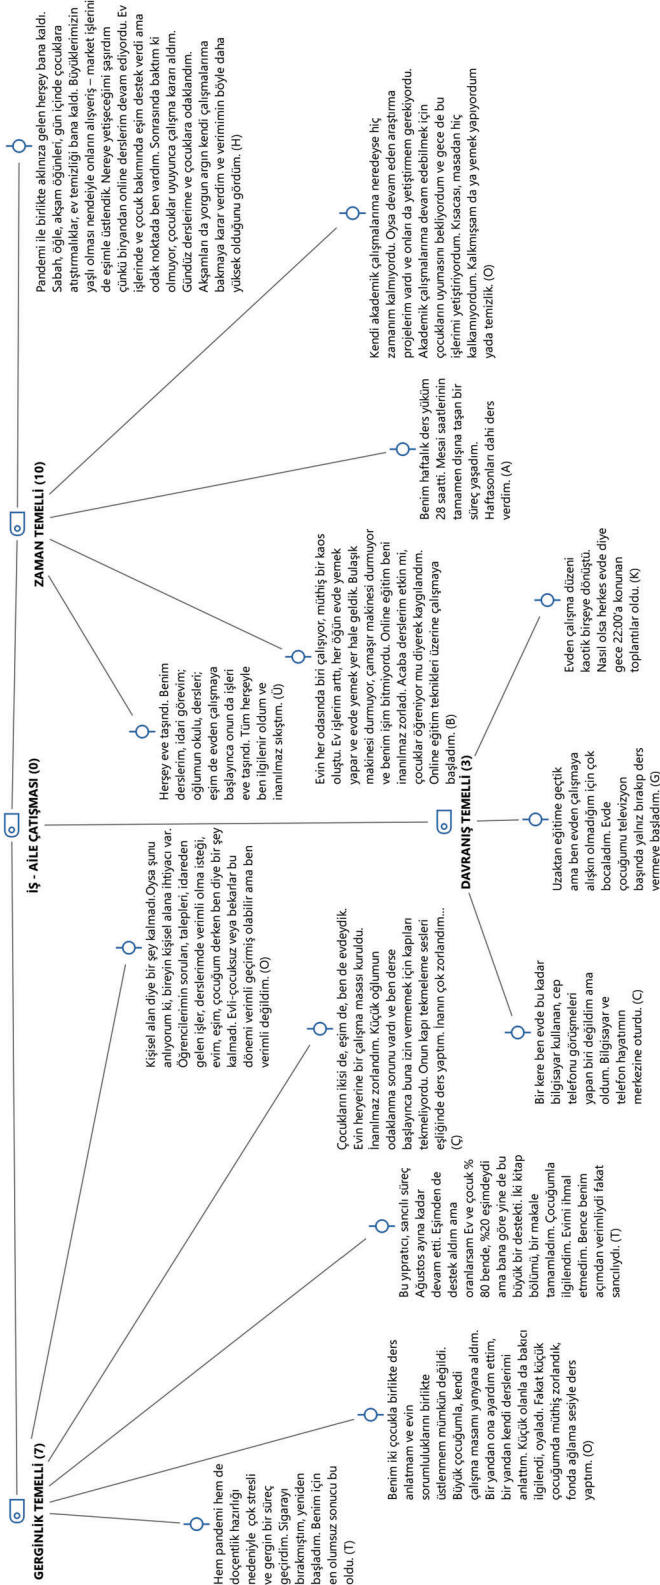 İŞ - AİLE ÇATIŞMASI (0)
GERGİNLİK TEMELLİ (7)
Hem pandemi hem de
doçentlik hazırlığı
nedeniyle çok stresli
ve gergin bir süreç
geçirdim. Sigarayı
bırakmıştım, yeniden
başladım. Benim için
en olumsuz sonucu bu
oldu. (T)
Benim iki çocukla birlikte ders
anlatmam ve evin
sorumluluklarını birlikte
üstlenmem mümkün değildi.
Büyük çocuğumla, kendi
çalışma masamı yanyana aldım.
Bir yandan ona ayardım ettim,
bir yandan kendi derslerimi
anlattım. Küçük olanla da bakıcı
ilgilendi, oyaladı. Fakat küçük
çocuğumda müthiş zorlandık,
fonda ağlama sesiyle ders
yaptım. (O)
Bu yıpratıcı, sancılı süreç
Ağustos ayına kadar
devam etti. Eşimden de
destek aldım ama
oranlarsam Ev ve çocuk %
80 bende, %20 eşimdeydi
ama bana göre yine de bu
büyük bir destekti. İki kitap
bölümü, bir makale
tamamladım. Çocuğumla
ilgilendim. Evimi ihmal
etmedim. Bence benim
açımdan verimliydi fakat
sancılıydı. (T)
Çocukların ikisi de, eşim de, ben de evdeydik.
Evin heryerine bir çalışma masası kuruldu.
İnanılmaz zorlandım. Küçük oğlumun
odaklanma sorunu vardı ve ben derse
başlayınca buna izin vermemek için kapıları
tekmeliyordu. Onun kapı tekmeleme sesleri
eşliğinde ders yaptım. İnanın çok zorlandım...
(Ç)
Kişisel alan diye bir şey kalmadı.Oysa şunu
anlıyorum ki, bireyin kişisel alana ihtiyacı var.
Öğrencilerimin soruları, talepleri, idareden
gelen işler, derslerimde verimli olma isteği,
evim, eşim, çocuğum derken ben diye bir şey
kalmadı. Evli-çocuksuz veya bekarlar bu
dönemi verimli geçirmiş olabilir ama ben
verimli değildim. (O)
DAVRANIŞ TEMELLİ (3)
Bir kere ben evde bu kadar
bilgisayar kullanan, cep
telefonu görüşmeleri
yapan biri değildim ama
oldum. Bilgisayar ve
telefon hayatımın
merkezine oturdu. (C)
Uzaktan eğitime geçtik
ama ben evden çalışmaya
alışkın olmadığım için çok
bocaladım. Evde
çocuğumu televizyon
başında yalnız bırakıp ders
vermeye başladım. (G)
Evden çalışma düzeni
kaotik birşeye dönüştü.
Nasıl olsa herkes evde diye
gece 22:00'a konunan
toplantılar oldu. (K)
ZAMAN TEMELLİ (10)
Herşey eve taşındı. Benim
derslerim, idari görevim;
oğlumun okulu, dersleri;
eşim de evden çalışmaya
başlayınca onun da işleri
eve taşındı. Tüm herşeyle
ben ilgilenir oldum ve
inanılmaz sıkıştım. (Ü)
Evin her odasında biri çalışıyor, müthiş bir kaos
oluştu. Ev işlerim arttı, her öğün evde yemek
yapar ve evde yemek yer hale geldik. Bulaşık
makinesi durmuyor, çamaşır makinesi durmuyor
ve benim işim bitmiyordu. Online eğitim beni
inanılmaz zorladı. Acaba derslerim etkin mi,
çocuklar öğreniyor mu diyerek kaygılandım.
Online eğitim teknikleri üzerine çalışmaya
başladım. (B)
Benim haftalık ders yüküm
28 saatti. Mesai saatlerinin
tamamen dışına taşan bir
süreç yaşadım.
Haftasonları dahi ders
verdim. (A)
Kendi akademik çalışmalarıma neredeyse hiç
zamanım kalmıyordu. Oysa devam eden araştırma
projelerim vardı ve onları da yetiştirmem gerekiyordu.
Akademik çalışmalarıma devam edebilmek için
çocukların uyumasını bekliyordum ve gece de bu
işlerimi yetiştiriyordum. Kısacası, masadan hiç
kalkamıyordum. Kalkmışsam da ya yemek yapıyordum
yada temizlik. (O)
Pandemi ile birlikte aklınıza gelen herşey bana kaldı.
Sabah, öğle, akşam öğünleri, gün içinde çocuklara
atıştırmalıklar, ev temizliği bana kaldı. Büyüklerimizin
yaşlı olması nendeiyle onların alışveriş – market işlerini
de eşimle üstlendik. Nereye yetişeceğimi şaşırdım
çünkü biryandan online derslerim devam ediyordu. Ev
işlerinde ve çocuk bakımında eşim destek verdi ama
odak noktada ben vardım. Sonrasında baktım ki
olmuyor, çocuklar uyuyunca çalışma kararı aldım.
Gündüz derslerime ve çocuklara odaklandım.
Akşamları da yorgun argın kendi çalışmalarıma
bakmaya karar verdim ve verimimin böyle daha
yüksek olduğunu gördüm. (H)